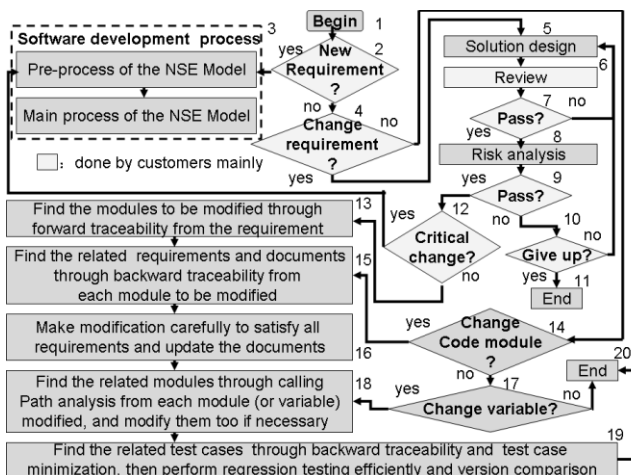 Begin
1
Software development process
3
yes
2
New
Requirement
?
Pre-process of the NSE Model
Main process of the NSE Model
no
4
Change
requirement
?
no
yes
: done by customers mainly
5
Solution design
6
Review
7
Pass?
no
yes
8
Risk analysis
9
Pass?
yes
no
10
Give up?
no
yes
11
End
12
Critical
change?
yes
no
13
Find the modules to be modified through
forward traceability from the requirement
15
Find the related requirements and documents
through backward traceability from
each module to be modified
Make modification carefully to satisfy all
requirements and update the documents
16
yes
Change
Code module
?
14
no
20
End
17
Change variable?
yes
no
18
Find the related modules through calling
Path analysis from each module (or variable)
modified, and modify them too if necessary
19
Find the related test cases through backward traceability and test case
minimization, then perform regression testing efficiently and version comparison